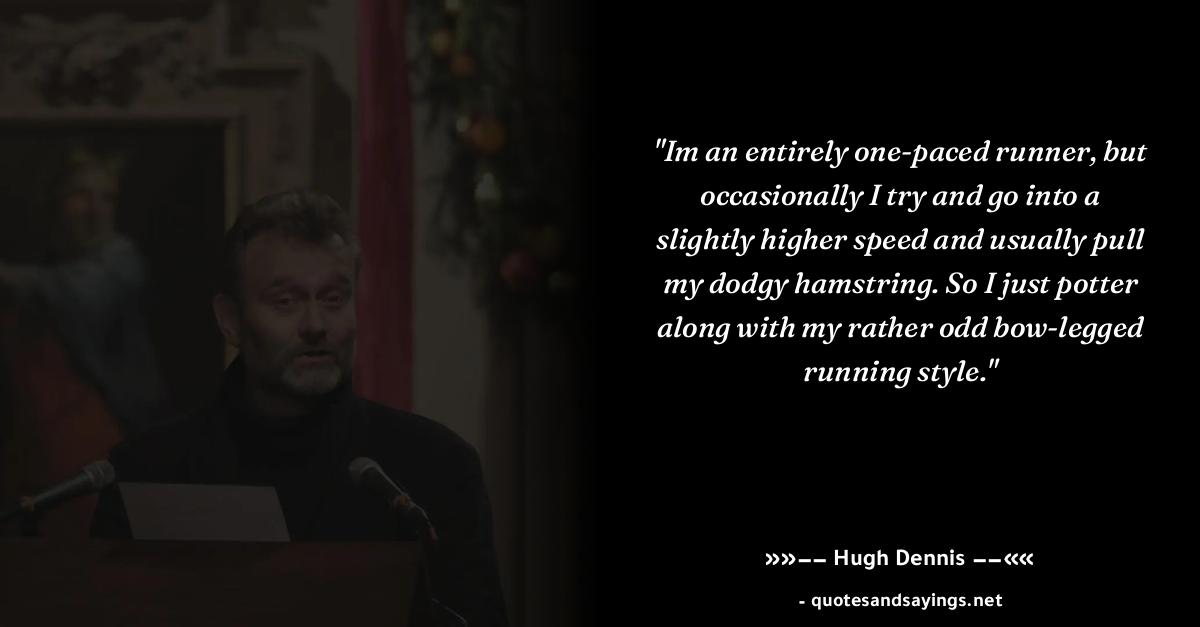 "Im an entirely one-paced runner, but
occasionally I try and go into a
slightly higher speed and usually pull
my dodgy hamstring. So I just potter
along with my rather odd bow-legged
running style."
»»−− Hugh Dennis −−««
- quotesandsayings.net